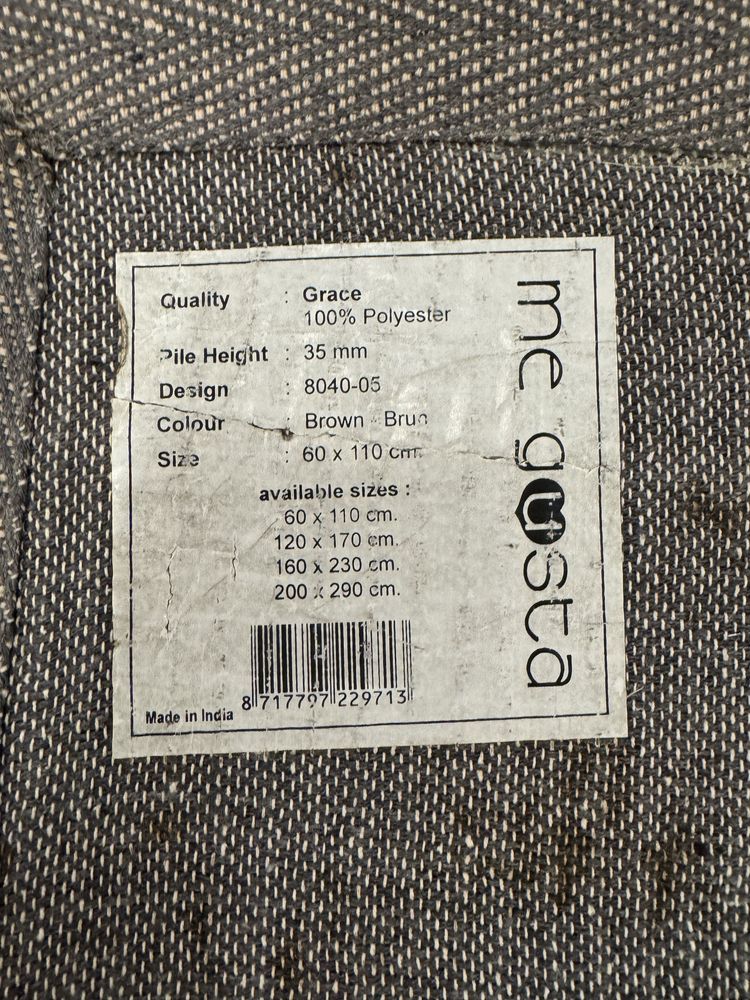 Quality : Grace
100% Polyester
Pile Height : 35 mm
Design : 8040-05
Colour : Brown - Brun
Size : 60 x 110 cm.
available sizes :
60 x 110 cm.
120 x 170 cm.
160 x 230 cm.
200 x 290 cm.
8 717797 229713
Made in India
me gusta